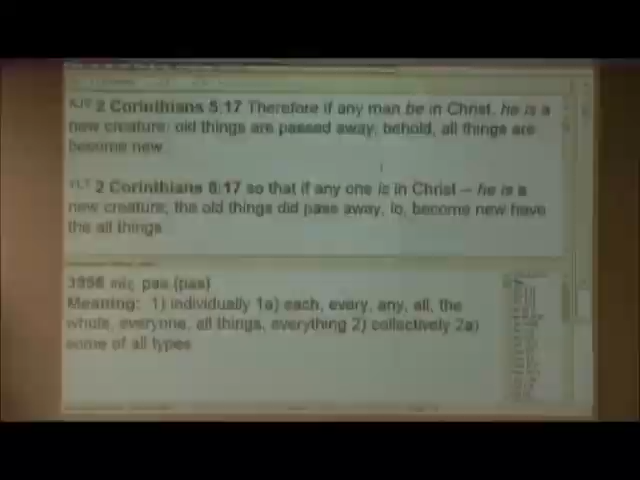 KJV 2 Corinthians 5:17 Therefore if any man be in Christ, he is a
new creature: old things are passed away, behold, all things are
become new
YLT 2 Corinthians 5:17 so that if any one is in Christ -- he is a
new creature; the old things did pass away, lo, become new have
the all things
3956 πας pas {pas}
Meaning: 1) individually 1a) each, every, any, all, the
whole, everyone, all things, everything 2) collectively 2a)
some of all types